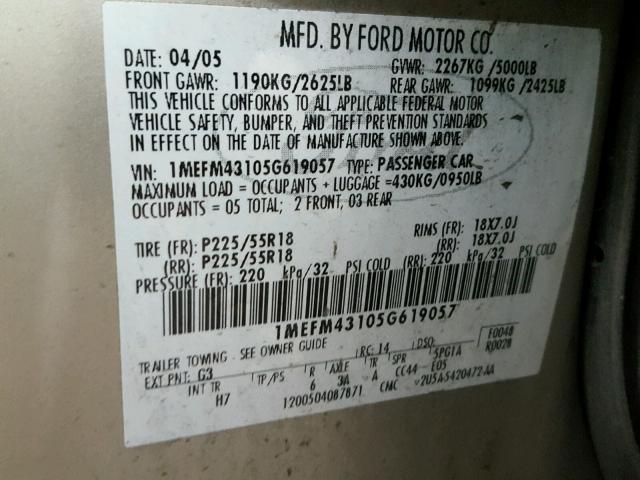 MFD. BY FORD MOTOR CO.
DATE: 04/05 GVWR: 2267KG /5000LB
FRONT GAWR: 1190KG/2625LB REAR GAWR: 1099KG /2425LB
THIS VEHICLE CONFORMS TO ALL APPLICABLE FEDERAL MOTOR
VEHICLE SAFETY, BUMPER, AND THEFT PREVENTION STANDARDS
IN EFFECT ON THE DATE OF MANUFACTURE SHOWN ABOVE.
VIN: 1MEFM43105G619057 TYPE: PASSENGER CAR
MAXIMUM LOAD = OCCUPANTS + LUGGAGE =430KG/0950LB
OCCUPANTS = 05 TOTAL; 2 FRONT, 03 REAR
TIRE (FR): P225/55R18 RIMS (FR): 18X7.0J
(RR): P225/55R18 (RR): 18X7.0J
PRESSURE (FR): 220 kPa/32 PSI COLD (RR): 220 kPa/32 PSI COLD
1MEFM43105G619057
TRAILER TOWING - SEE OWNER GUIDE RC: 14 DSO: F0048
EXT PNT: G3 TP/PS R AXLE TR SPR 5PG1A R0028
INT TR 6 3A A CC44 E05
H7 1200504087871 CMC V2U5A-5420472-AA